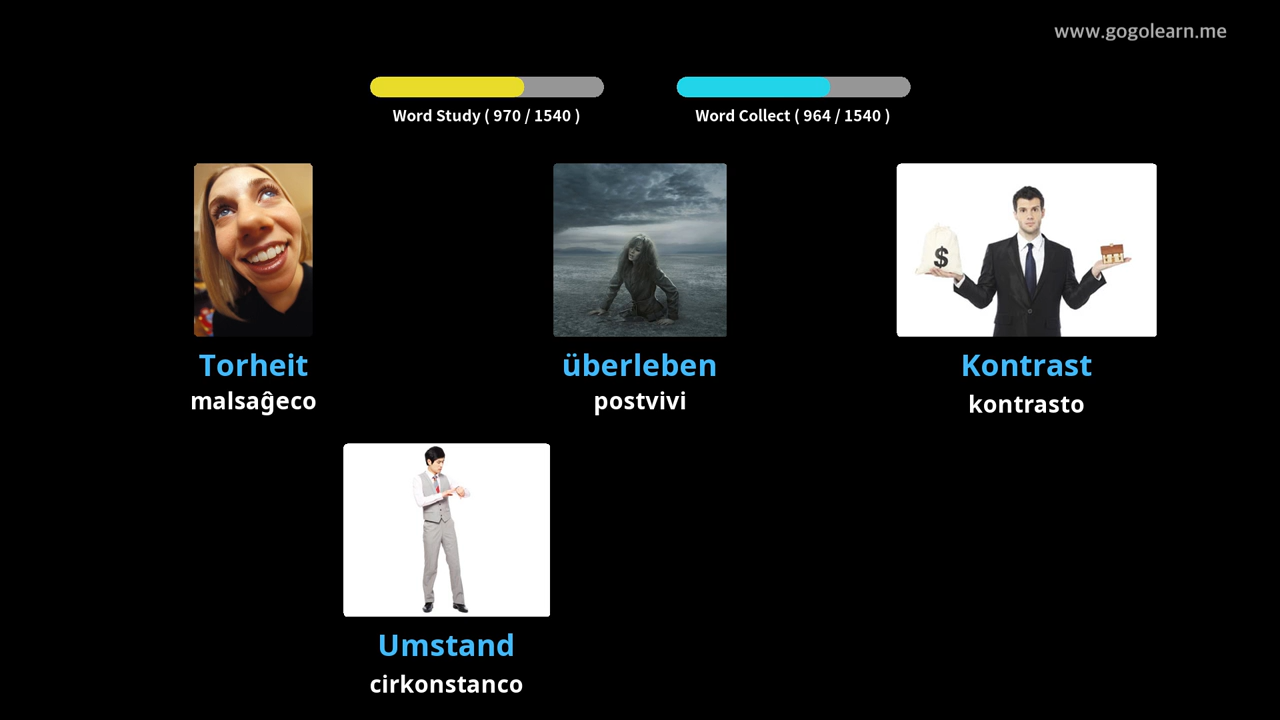 www.gogolearn.me
Word Study ( 970 / 1540 )
Word Collect ( 964 / 1540 )
$
Torheit
malsaĝeco
überleben
postvivi
Kontrast
kontrasto
Umstand
cirkonstanco